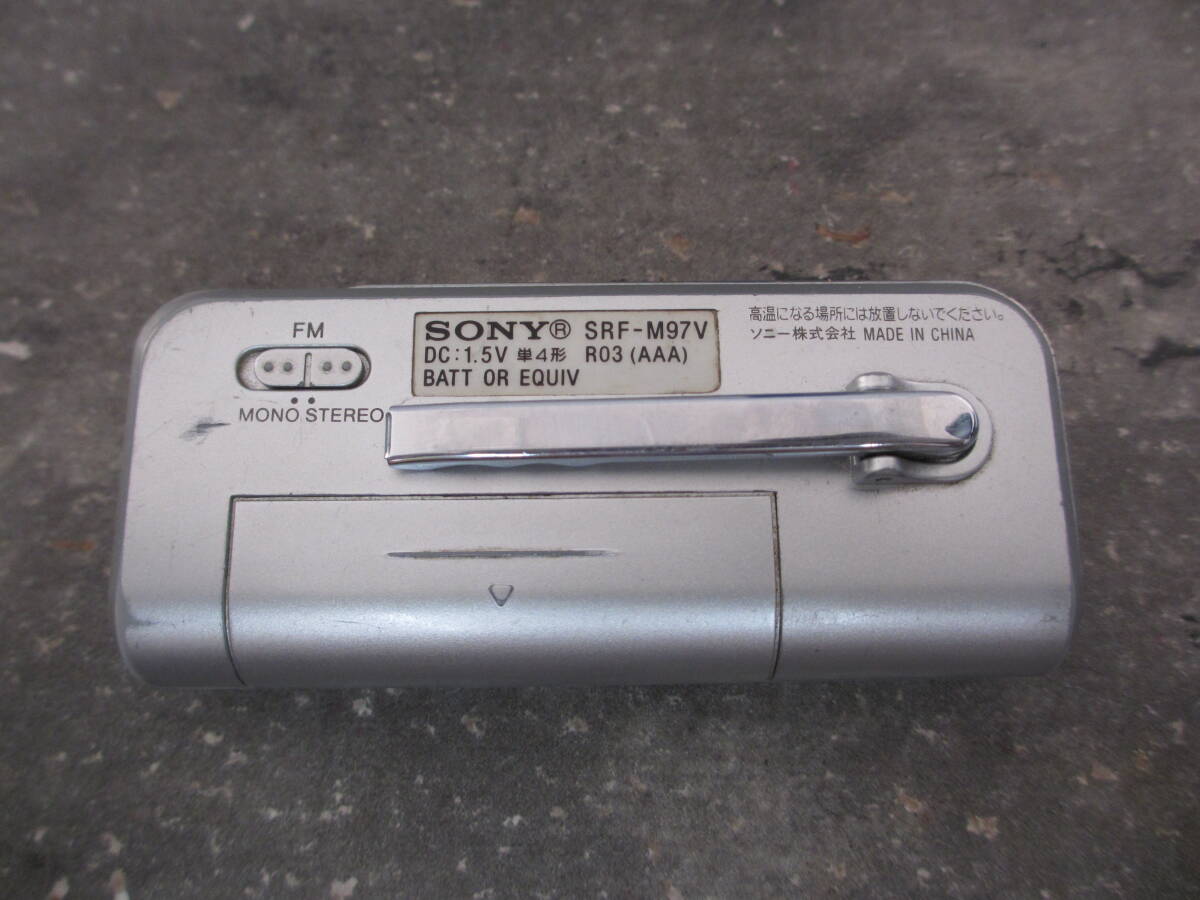 FM
MONO STEREO
SONY® SRF-M97V
DC:1.5V 単4形 R03 (AAA)
BATT OR EQUIV
高温になる場所には放置しないでください。
ソニー株式会社 MADE IN CHINA